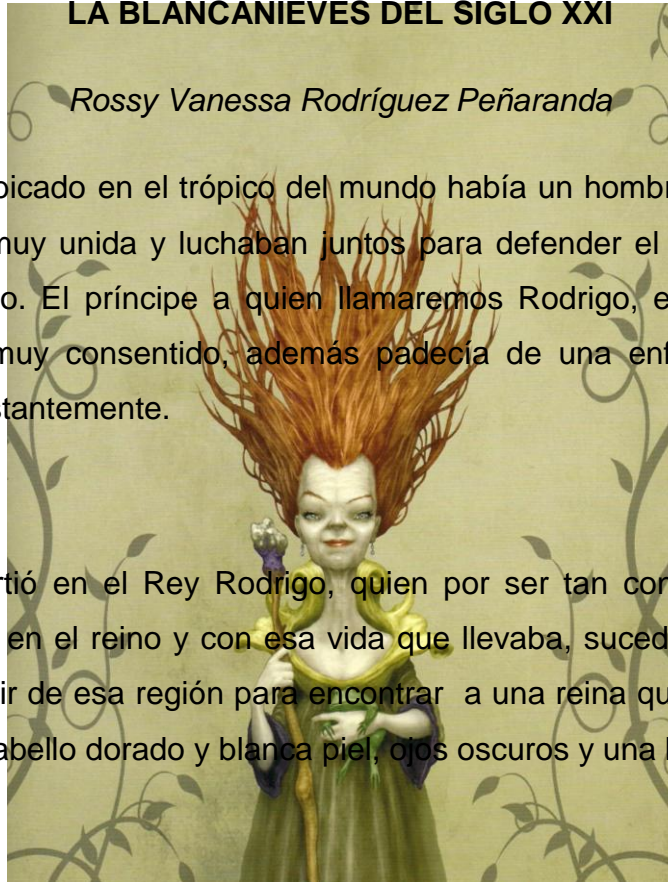 LA BLANCANIEVES DEL SIGLO XXI
Rossy Vanessa Rodríguez Peñaranda
bicado en el trópico del mundo había un hombr
muy unida y luchaban juntos para defender el
o. El príncipe a quien llamaremos Rodrigo, e
muy consentido, además padecía de una enf
stantemente.
rtió en el Rey Rodrigo, quien por ser tan con
en el reino y con esa vida que llevaba, suced
ir de esa región para encontrar a una reina qu
abello dorado y blanca piel, ojos oscuros y una